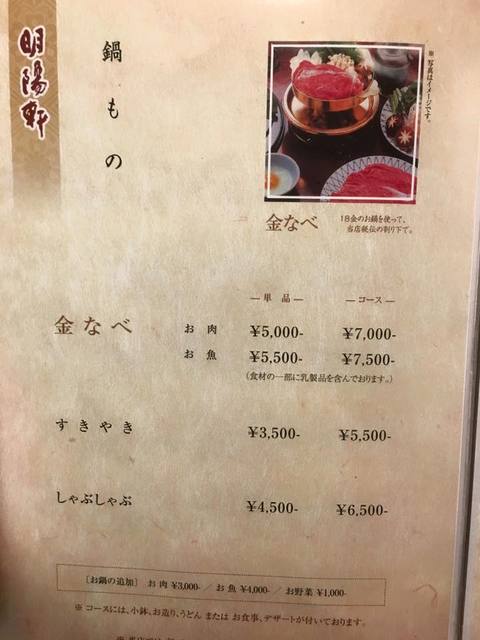 明陽軒
鍋もの
※写真はイメージです。
金なべ
18金のお鍋を使って、
当店秘伝の割り下で。
― 単 品 ― ― コース ―
金なべ お 肉 ¥5,000- ¥7,000-
お 魚 ¥5,500- ¥7,500-
(食材の一部に乳製品を含んでおります。)
すきやき ¥3,500- ¥5,500-
しゃぶしゃぶ ¥4,500- ¥6,500-
[お鍋の追加] お 肉 ¥3,000- / お 魚 ¥4,000- / お野菜 ¥1,000-
※ コースには、小鉢、お造り、うどん または お食事、デザートが付いております。